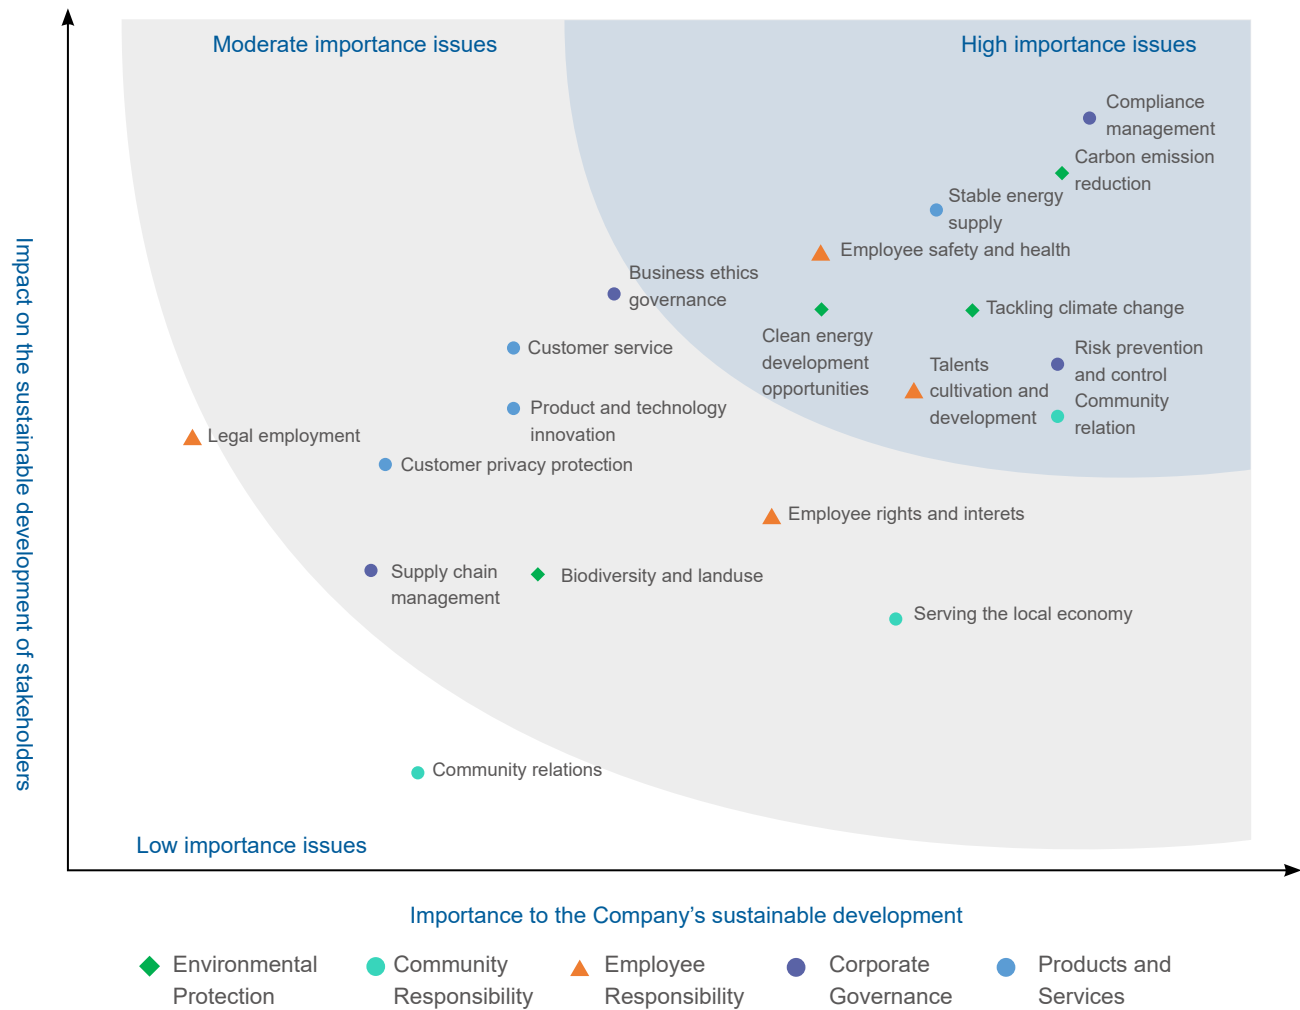 Moderate importance issues
High importance issues
Compliance
management
Carbon emission
reduction
Stable energy
supply
Employee safety and health
Business ethics
governance
Tackling climate change
Clean energy
development
opportunities
Customer service
Risk prevention
and control
Talents
cultivation and
development
Community
relation
Product and technology
innovation
Legal employment
Customer privacy protection
Employee rights and interets
Supply chain
management
Biodiversity and landuse
Serving the local economy
Community relations
Low importance issues
Impact on the sustainable development of stakeholders
Importance to the Company’s sustainable development
Environmental
Protection
Community
Responsibility
Employee
Responsibility
Corporate
Governance
Products and
Services